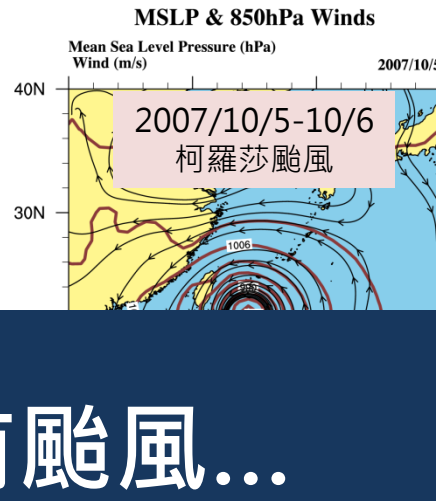 MSLP & 850hPa Winds
Mean Sea Level Pressure (hPa)
Wind (m/s)
2007/10/5
40N
2007/10/5-10/6
柯羅莎颱風
30N
1006
颱風...